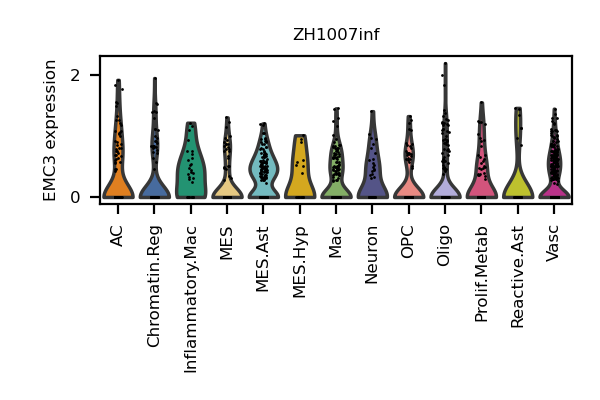 ZH1007inf
EMC3 expression
2
0
AC
Chromatin.Reg
Inflammatory.Mac
MES
MES.Ast
MES.Hyp
Mac
Neuron
OPC
Oligo
Prolif.Metab
Reactive.Ast
Vasc